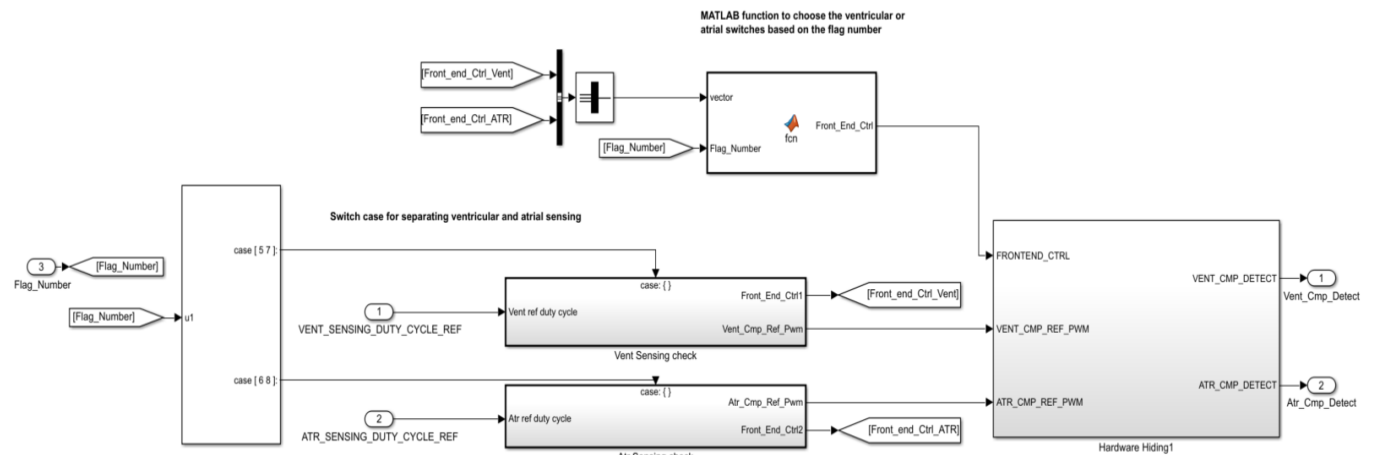 MATLAB function to choose the ventricular or
atrial switches based on the flag number
[Front_end_Ctrl_Vent]
[Front_end_Ctrl_ATR]
vector
fcn
Front_End_Ctrl
[Flag_Number]
Flag_Number
Switch case for separating ventricular and atrial sensing
3
Flag_Number
[Flag_Number]
[Flag_Number]
u1
case [ 5 7 ]:
case [ 6 8 ]:
1
VENT_SENSING_DUTY_CYCLE_REF
case: { }
Vent ref duty cycle
Front_End_Ctrl1
Vent_Cmp_Ref_Pwm
Vent Sensing check
[Front_end_Ctrl_Vent]
2
ATR_SENSING_DUTY_CYCLE_REF
case: { }
Atr ref duty cycle
Atr_Cmp_Ref_Pwm
Front_End_Ctrl2
[Front_end_Ctrl_ATR]
FRONTEND_CTRL
VENT_CMP_REF_PWM
ATR_CMP_REF_PWM
VENT_CMP_DETECT
ATR_CMP_DETECT
Hardware Hiding1
1
Vent_Cmp_Detect
2
Atr_Cmp_Detect